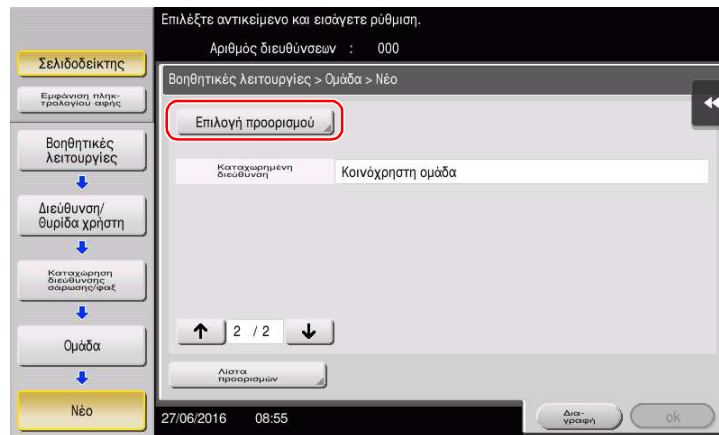 Επιλέξτε αντικείμενο και εισάγετε ρύθμιση.
Αριθμός διευθύνσεων : 000
Σελιδοδείκτης
Εμφάνιση πληκ-
τρολογίου αφής
Βοηθητικές
λειτουργίες
Διεύθυνση/
θυρίδα χρήστη
Καταχώρηση
διεύθυνσης
σάρωσης/φαξ
Ομάδα
Νέο
Βοηθητικές λειτουργίες > Ομάδα > Νέο
Επιλογή προορισμού
Καταχωρημένη
διεύθυνση
Κοινόχρηστη ομάδα
2 / 2
Λίστα
προορισμών
27/06/2016 08:55
Δια-
γραφή
ok